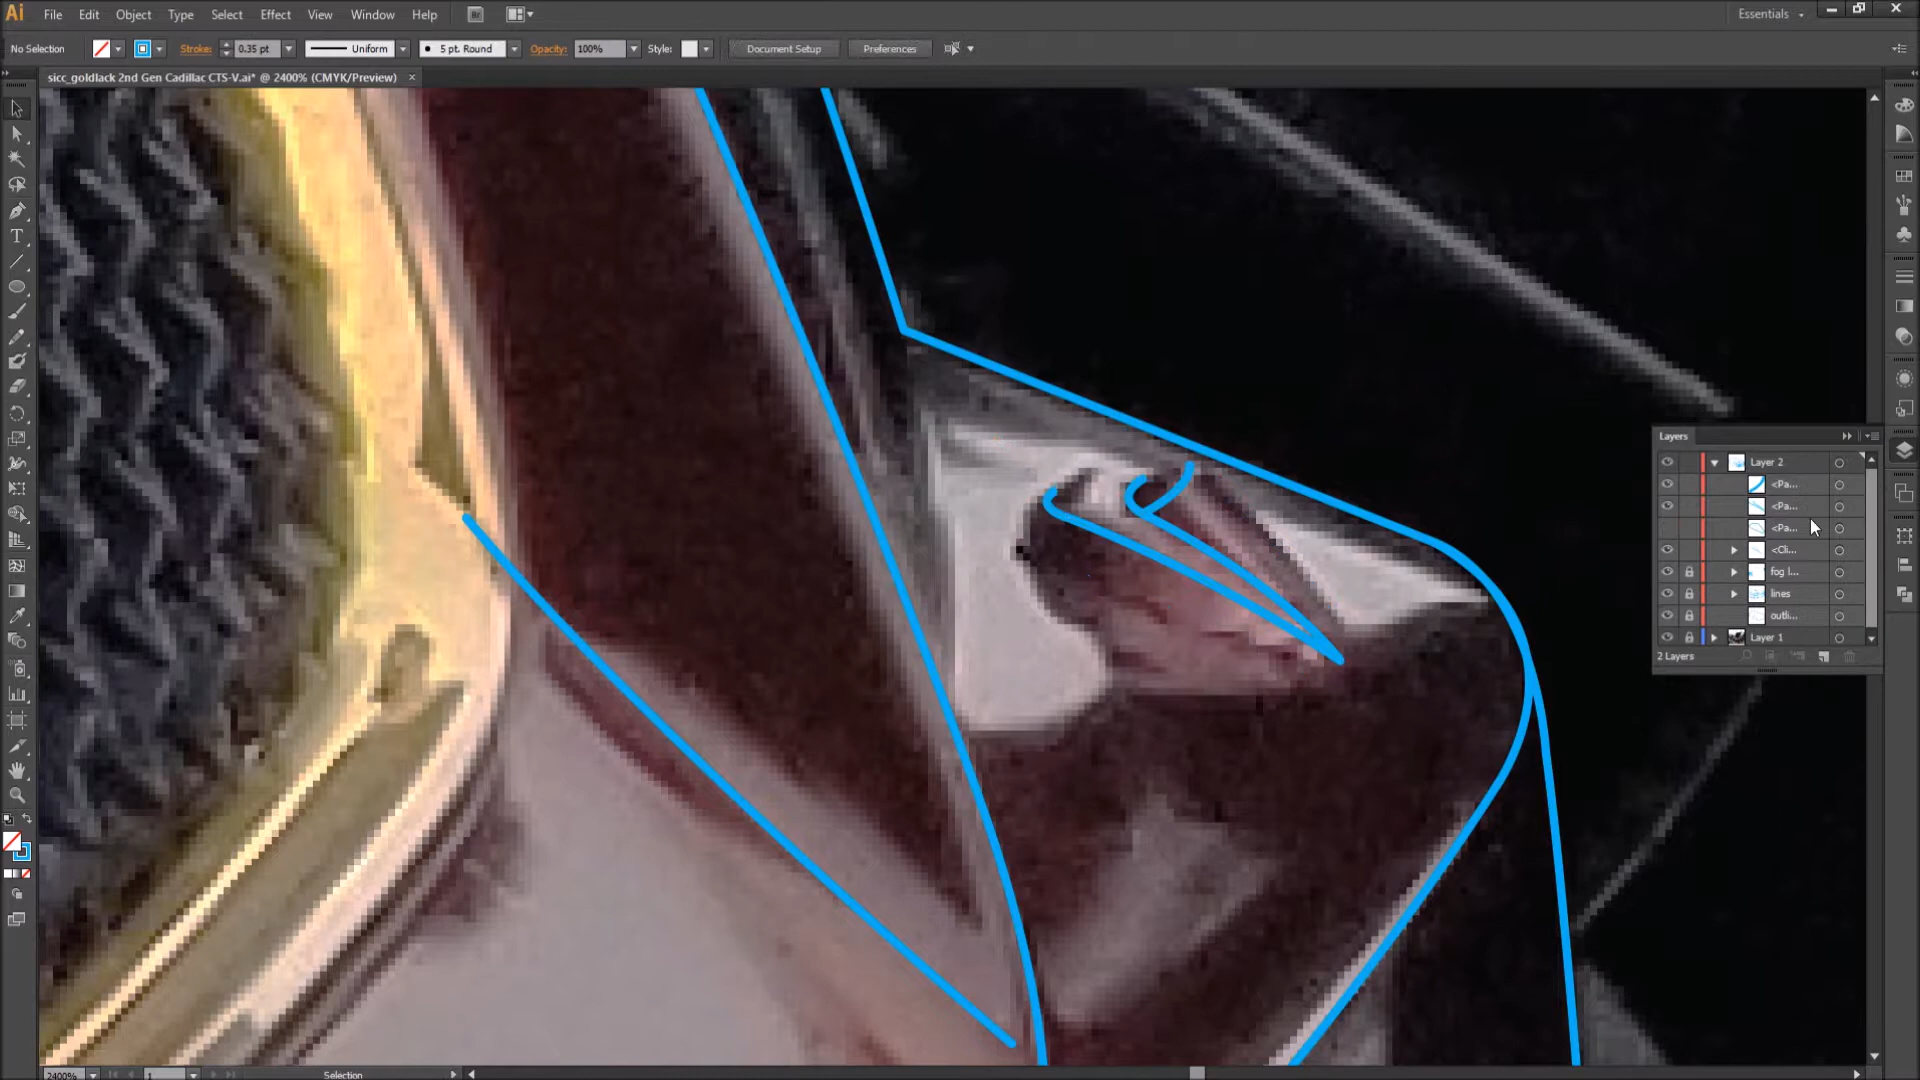 Ai File Edit Object Type Select Effect View Window Help Br Essentials
No Selection Stroke: 0.35 pt Uniform 5 pt. Round Opacity: 100% Style: Document Setup Preferences
sicc_goldlack 2nd Gen Cadillac CTS-V.ai* @ 2400% (CMYK/Preview) ×
T
Layers
Layer 2
<Pa...
<Pa...
<Pa...
<Cli...
fog l...
lines
outli...
Layer 1
2 Layers
2400% 1 Selection